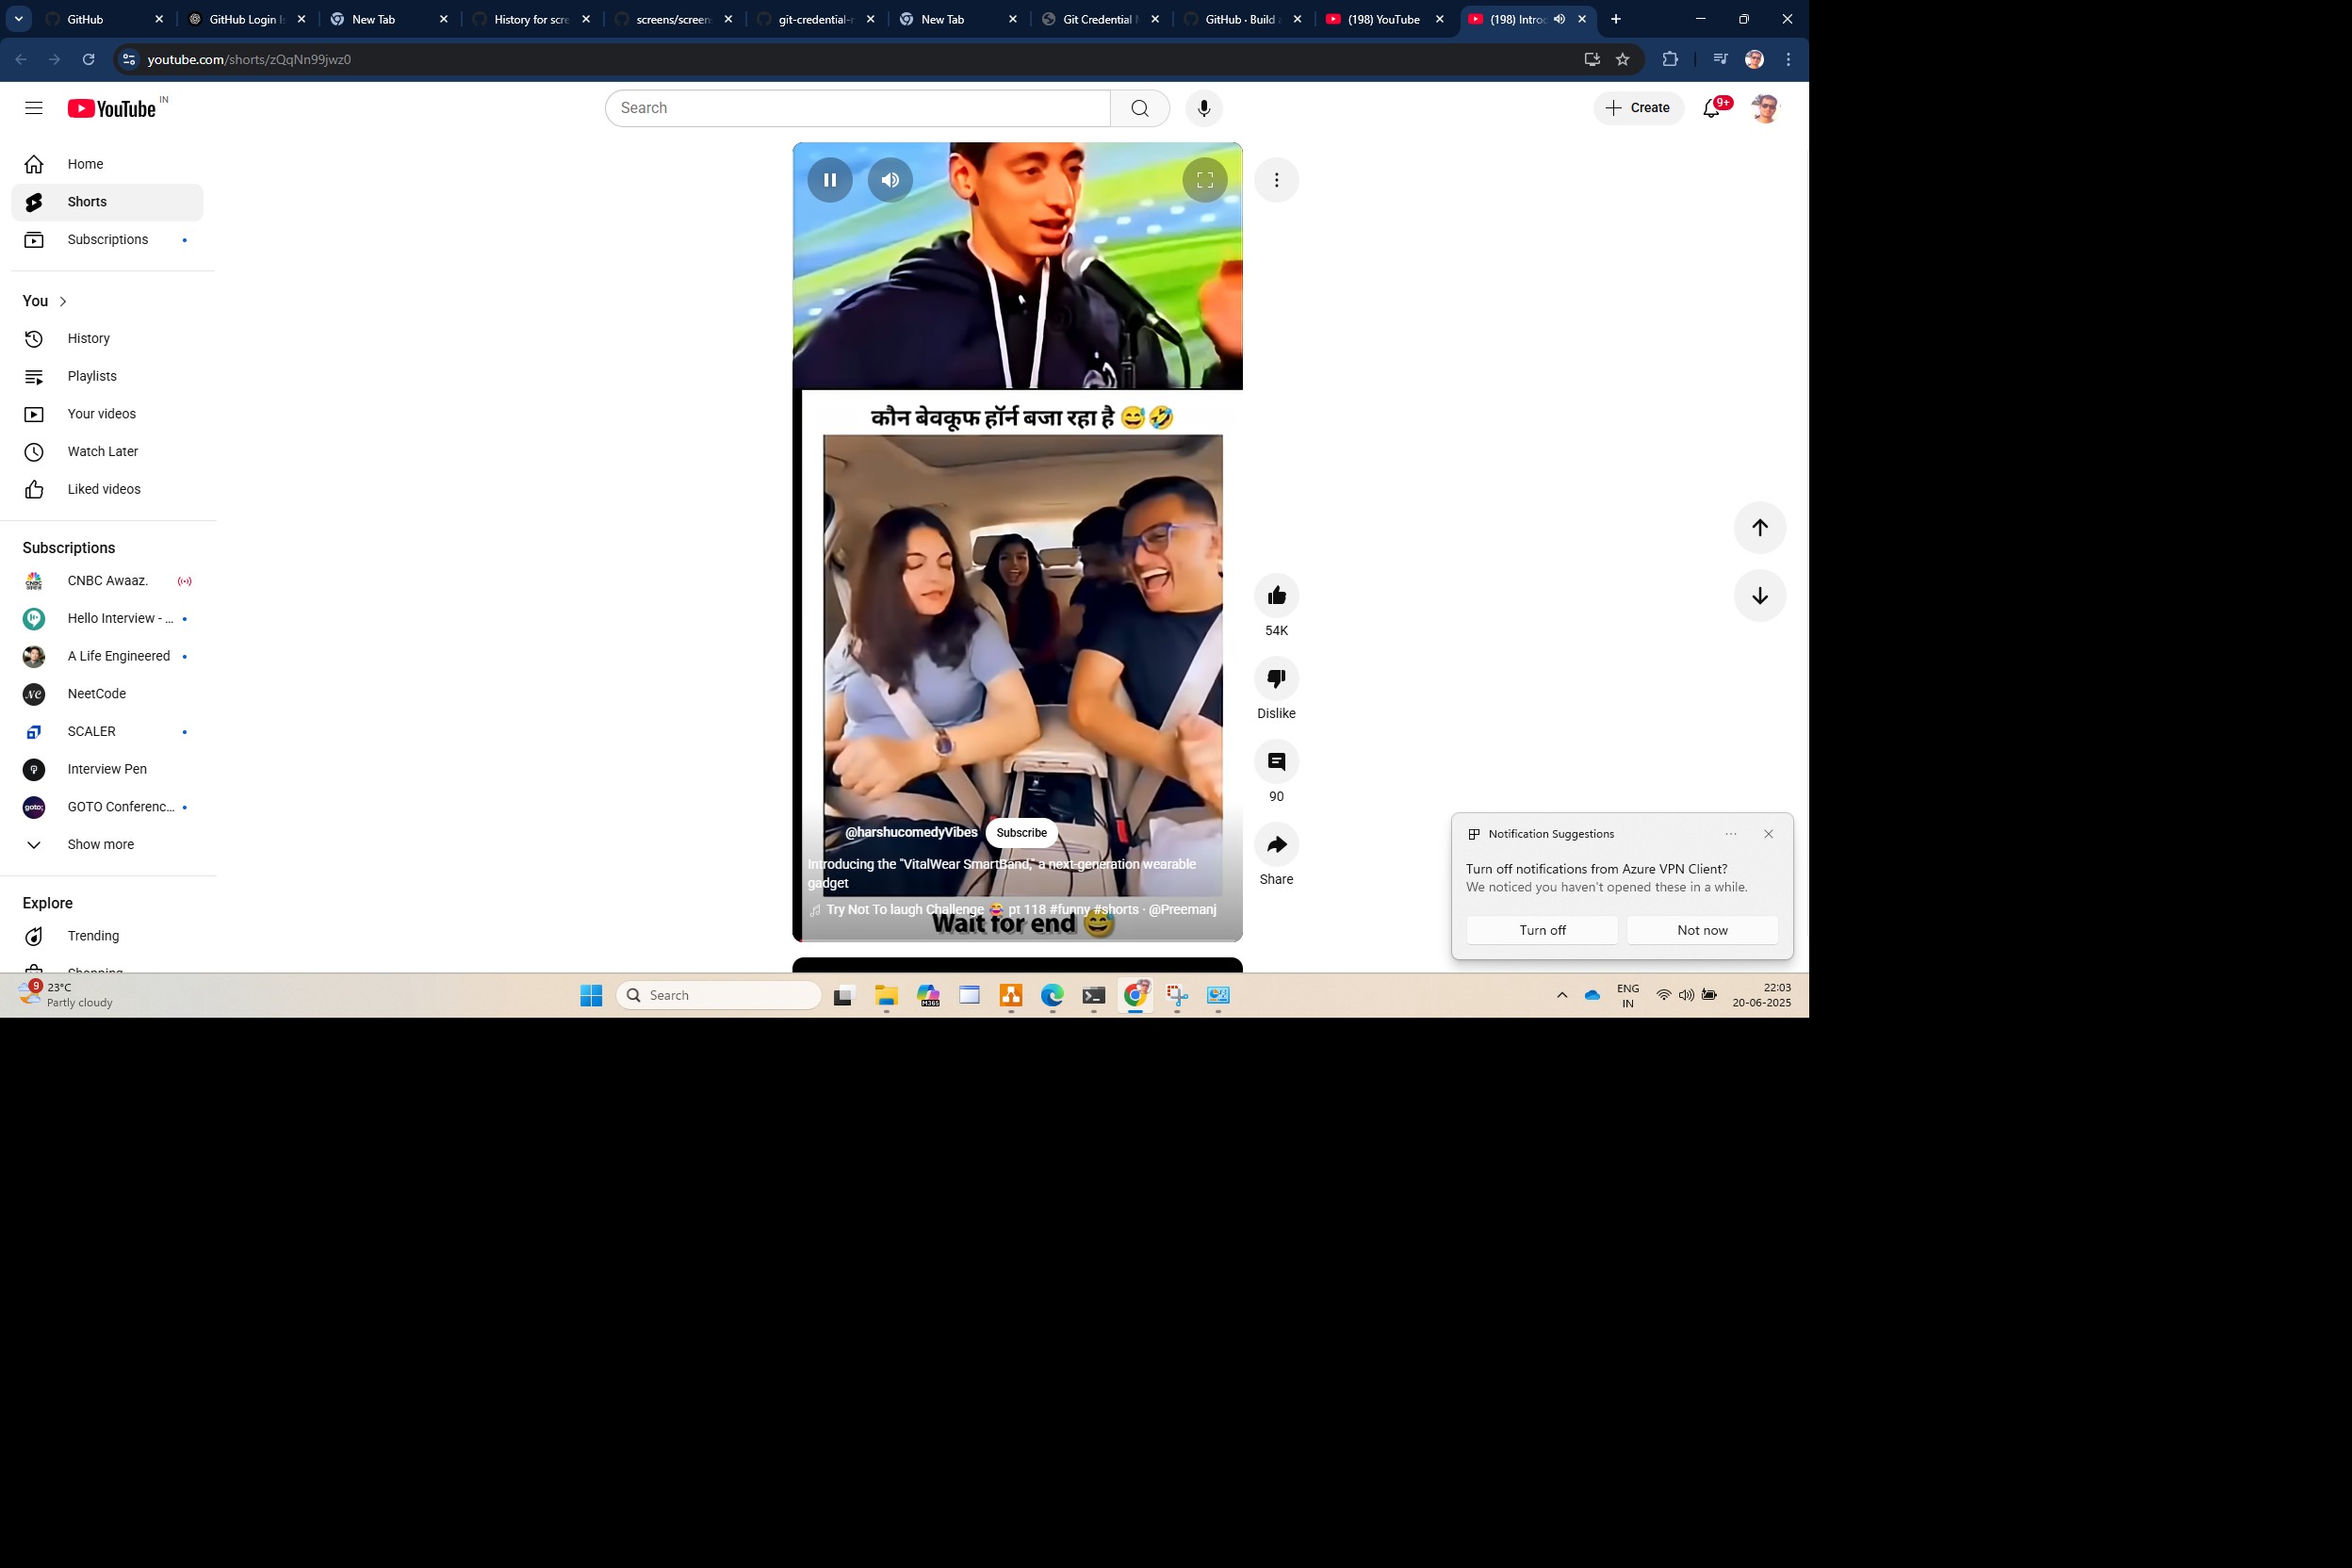 GitHub
GitHub Login
New Tab
History for scre
screens/screen
git-credential-
New Tab
Git Credential
GitHub · Build
(198) YouTube
(198) Intro
youtube.com/shorts/zQqNn99jwz0
YouTube IN
Search
Create
9+
Home
Shorts
Subscriptions
You
History
Playlists
Your videos
Watch Later
Liked videos
Subscriptions
CNBC Awaaz.
Hello Interview - ...
A Life Engineered
NeetCode
SCALER
Interview Pen
GOTO Conferenc...
Show more
Explore
Trending
Shopping
कौन बेवकूफ हॉर्न बजा रहा है 😅🤣
@harshucomedyVibes
Subscribe
Introducing the "VitalWear SmartBand," a next-generation wearable
gadget
Try Not To laugh Challenge 😂 pt 118 #funny #shorts · @Preemanj
Wait for end 😅
54K
Dislike
90
Share
Notification Suggestions
Turn off notifications from Azure VPN Client?
We noticed you haven't opened these in a while.
Turn off
Not now
9
23°C
Partly cloudy
Search
M365
ENG
IN
22:03
20-06-2025